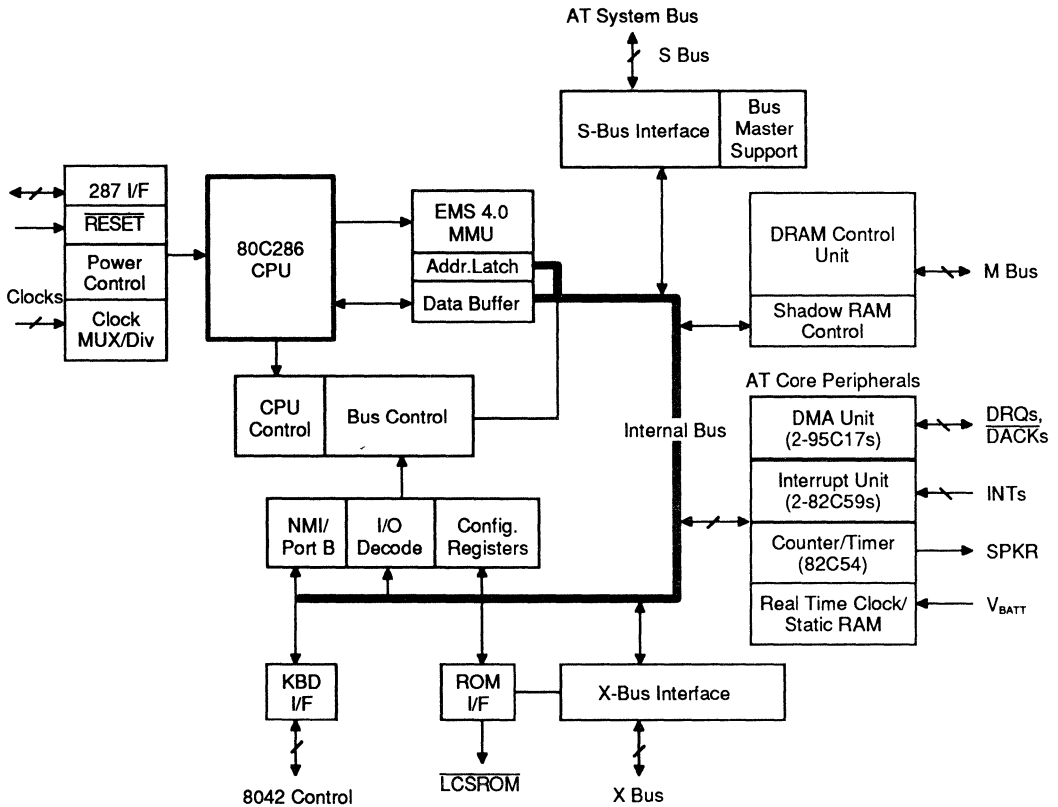 AT System Bus
S Bus
S-Bus Interface
Bus
Master
Support
287 I/F
RESET
Power
Control
Clocks
Clock
MUX/Div
80C286
CPU
EMS 4.0
MMU
Addr.Latch
Data Buffer
DRAM Control
Unit
M Bus
Shadow RAM
Control
CPU
Control
Bus Control
Internal Bus
AT Core Peripherals
DMA Unit
(2-95C17s)
DRQs,
DACKs
Interrupt Unit
(2-82C59s)
INTs
Counter/Timer
(82C54)
SPKR
Real Time Clock/
Static RAM
VBATT
NMI/
Port B
I/O
Decode
Config.
Registers
KBD
I/F
ROM
I/F
X-Bus Interface
8042 Control
LCSROM
X Bus